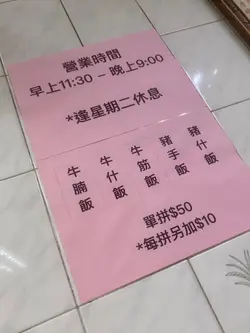 營業時間
早上11:30 - 晚上9:00
*逢星期二休息
牛腩飯
牛什飯
牛筋飯
豬手飯
豬什飯
單拼$50
*每拼另加$10